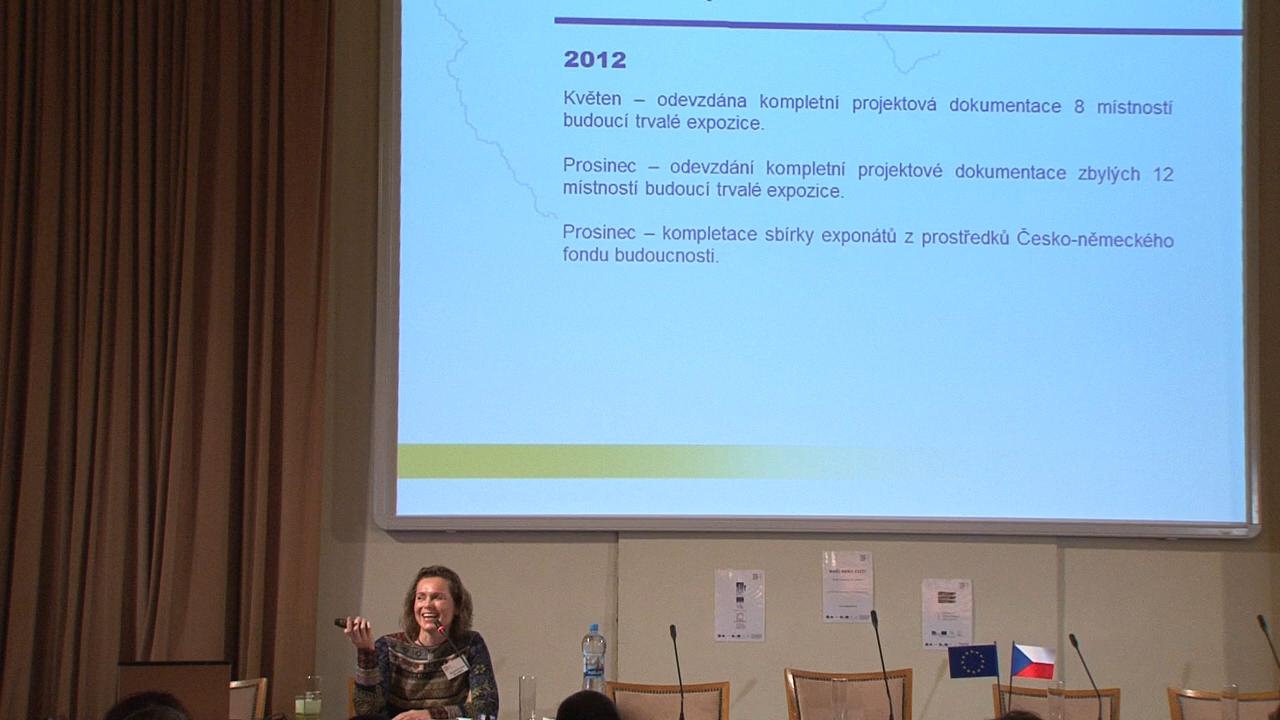 2012
Květen – odevzdána kompletní projektová dokumentace 8 místností
budoucí trvalé expozice.
Prosinec – odevzdání kompletní projektové dokumentace zbylých 12
místností budoucí trvalé expozice.
Prosinec – kompletace sbírky exponátů z prostředků Česko-německého
fondu budoucnosti.